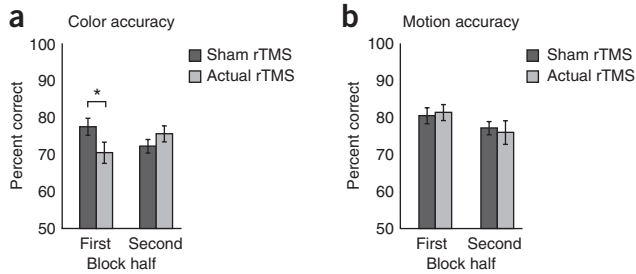 a
Color accuracy
100
90
80
70
60
50
Percent correct
*
Sham rTMS
Actual rTMS
First Second
Block half
b
Motion accuracy
100
90
80
70
60
50
Percent correct
Sham rTMS
Actual rTMS
First Second
Block half